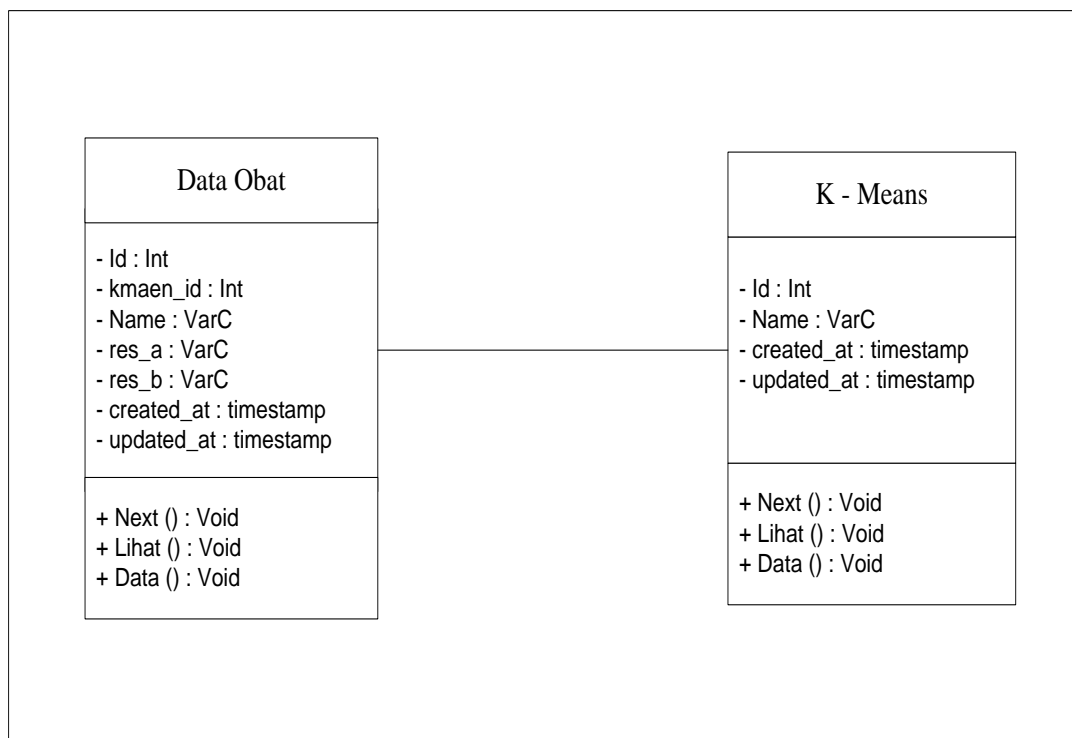 Data Obat
- Id : Int
- kmaen_id : Int
- Name : VarC
- res_a : VarC
- res_b : VarC
- created_at : timestamp
- updated_at : timestamp
+ Next () : Void
+ Lihat () : Void
+ Data () : Void
K - Means
- Id : Int
- Name : VarC
- created_at : timestamp
- updated_at : timestamp
+ Next () : Void
+ Lihat () : Void
+ Data () : Void